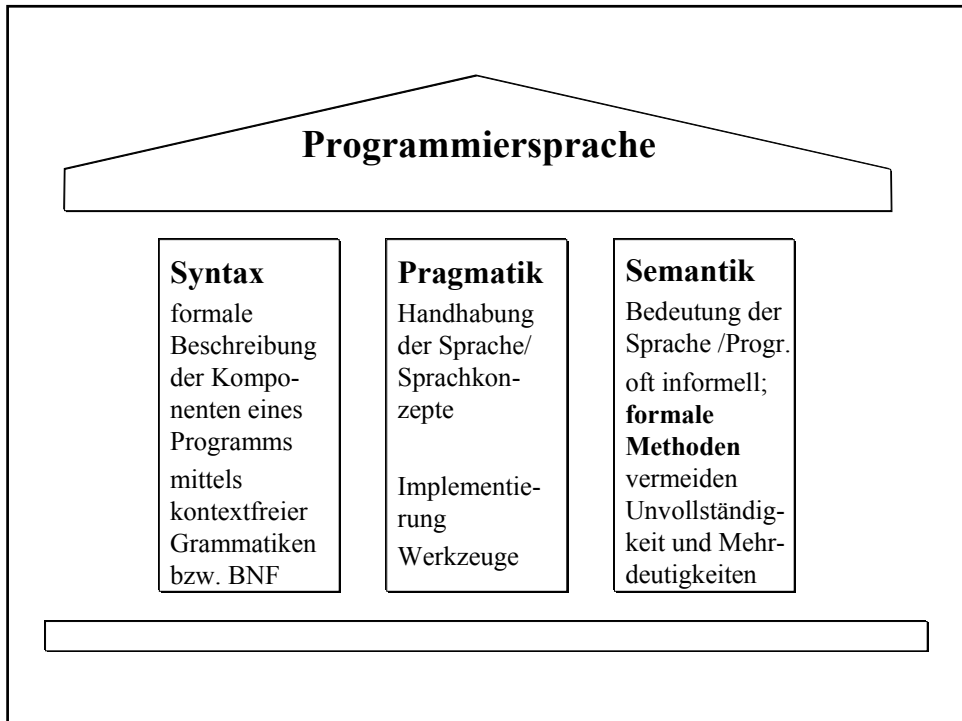 Programmiersprache
Syntax
formale
Beschreibung
der Kompo-
nenten eines
Programms
mittels
kontextfreier
Grammatiken
bzw. BNF
Pragmatik
Handhabung
der Sprache/
Sprachkon-
zepte
Implementie-
rung
Werkzeuge
Semantik
Bedeutung der
Sprache /Progr.
oft informell;
formale
Methoden
vermeiden
Unvollständig-
keit und Mehr-
deutigkeiten